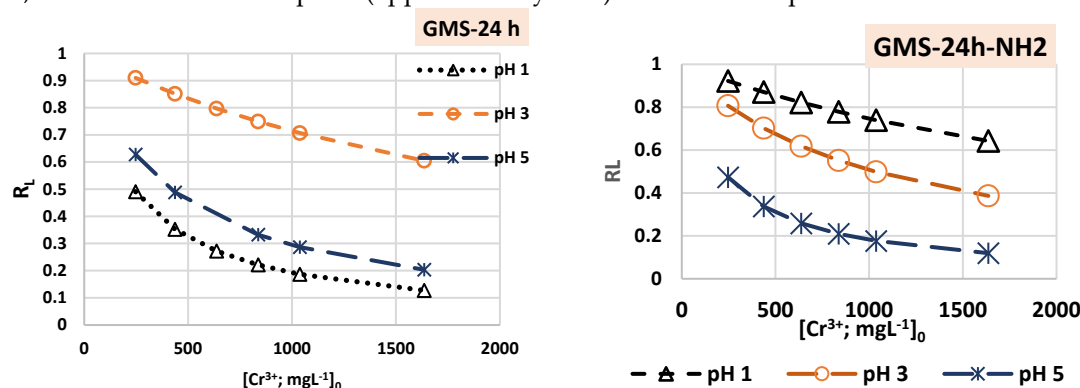 GMS-24 h
1
0.9
0.8
0.7
0.6
0.5
0.4
0.3
0.2
0.1
0
R_L
0 500 1000 1500 2000
[Cr³⁺; mgL⁻¹]₀
pH 1
pH 3
pH 5
GMS-24h-NH2
1
0.8
0.6
0.4
0.2
0
RL
0 500 1000 1500 2000
[Cr³⁺; mgL⁻¹]₀
pH 1 pH 3 pH 5